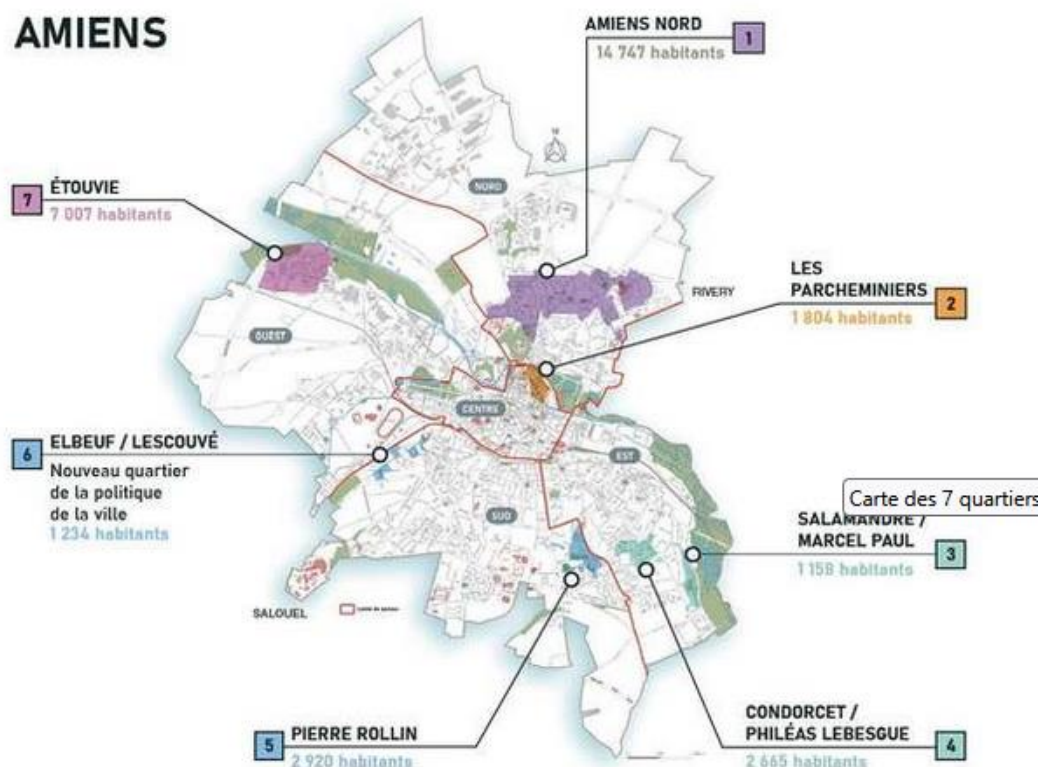 AMIENS
AMIENS NORD
1
14 747 habitants
N
7
ÉTOUVIE
7 007 habitants
NORD
LES
PARCHEMINIERS
2
1 804 habitants
RIVERY
OUEST
CENTRE
6
ELBEUF / LESCOUVÉ
Nouveau quartier
de la politique
de la ville
1 234 habitants
EST
SUD
Carte des 7 quartiers
SALAMANDRE /
MARCEL PAUL
3
1 158 habitants
SALOUEL
Limite de secteur
5
PIERRE ROLLIN
2 920 habitants
CONDORCET /
PHILÉAS LEBESGUE
4
2 665 habitants